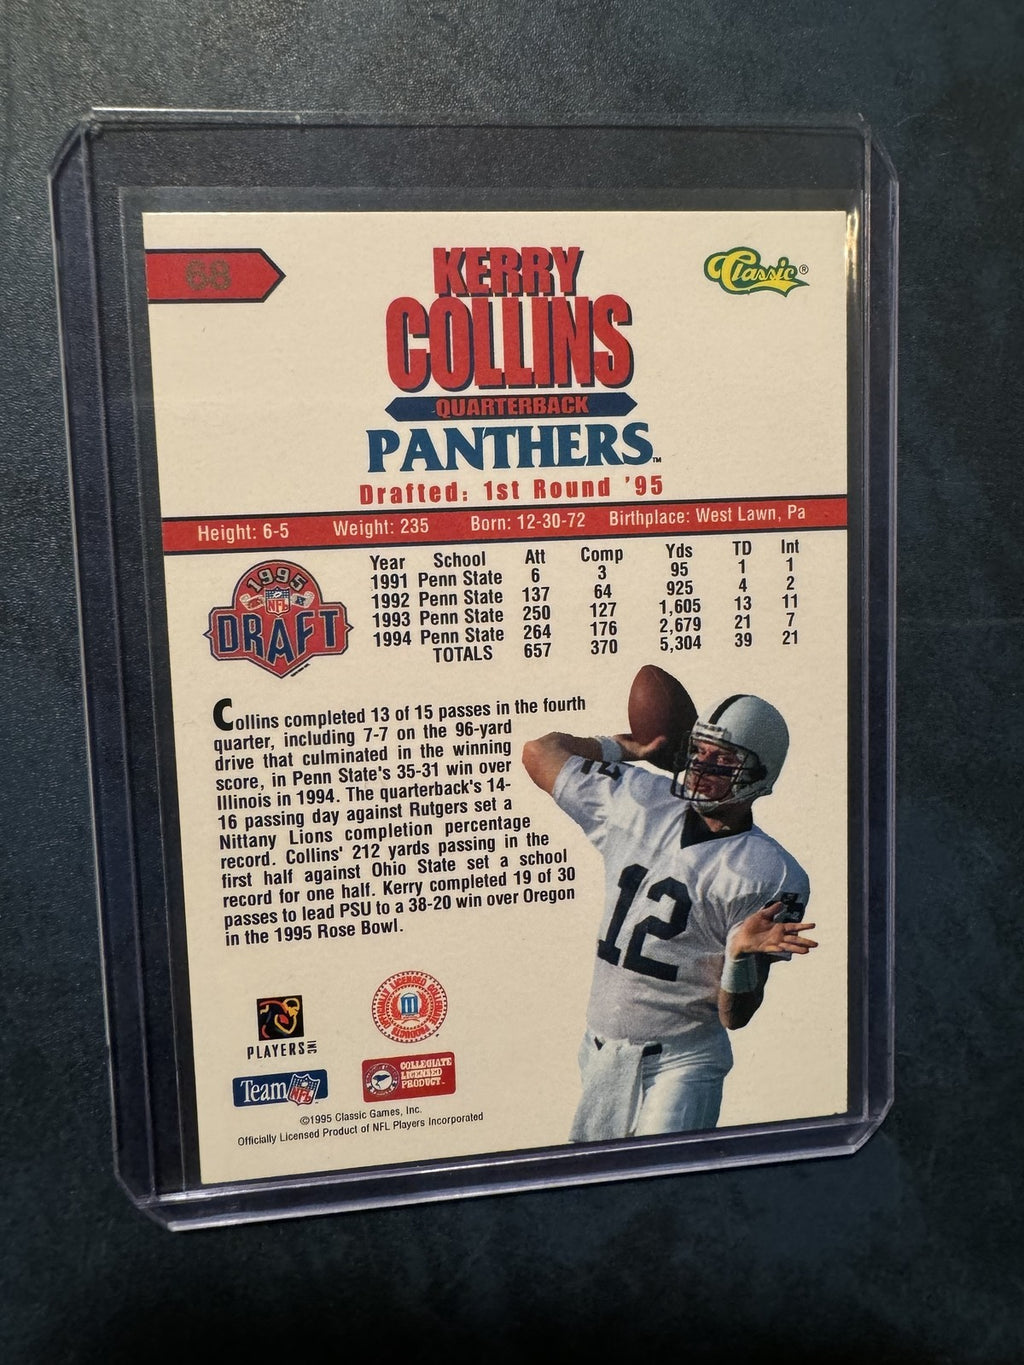 68
KERRY
COLLINS
Classic®
QUARTERBACK
PANTHERS™
Drafted: 1st Round '95
Height: 6-5 Weight: 235 Born: 12-30-72 Birthplace: West Lawn, Pa
1995
NFL
DRAFT
Year School Att Comp Yds TD Int
1991 Penn State 6 3 95 1 1
1992 Penn State 137 64 925 4 2
1993 Penn State 250 127 1,605 13 11
1994 Penn State 264 176 2,679 21 7
TOTALS 657 370 5,304 39 21
Collins completed 13 of 15 passes in the fourth
quarter, including 7-7 on the 96-yard
drive that culminated in the winning
score, in Penn State's 35-31 win over
Illinois in 1994. The quarterback's 14-
16 passing day against Rutgers set a
Nittany Lions completion percentage
record. Collins' 212 yards passing in the
first half against Ohio State set a school
record for one half. Kerry completed 19 of 30
passes to lead PSU to a 38-20 win over Oregon
in the 1995 Rose Bowl.
12
PLAYERS INC
OFFICIALLY LICENSED COLLEGIATE PRODUCTS
Team NFL
COLLEGIATE
LICENSED
PRODUCT
©1995 Classic Games, Inc.
Officially Licensed Product of NFL Players Incorporated